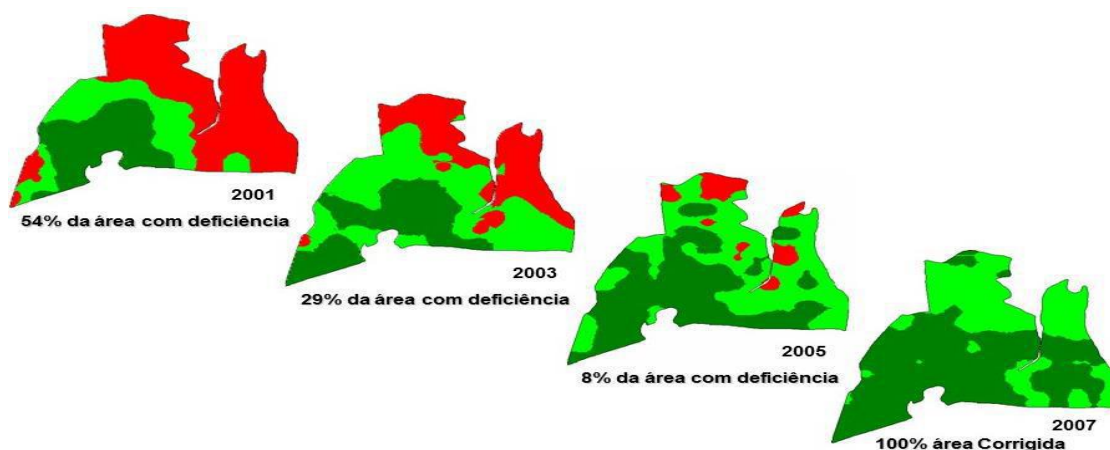 2001
54% da área com deficiência
2003
29% da área com deficiência
2005
8% da área com deficiência
2007
100% área Corrigida